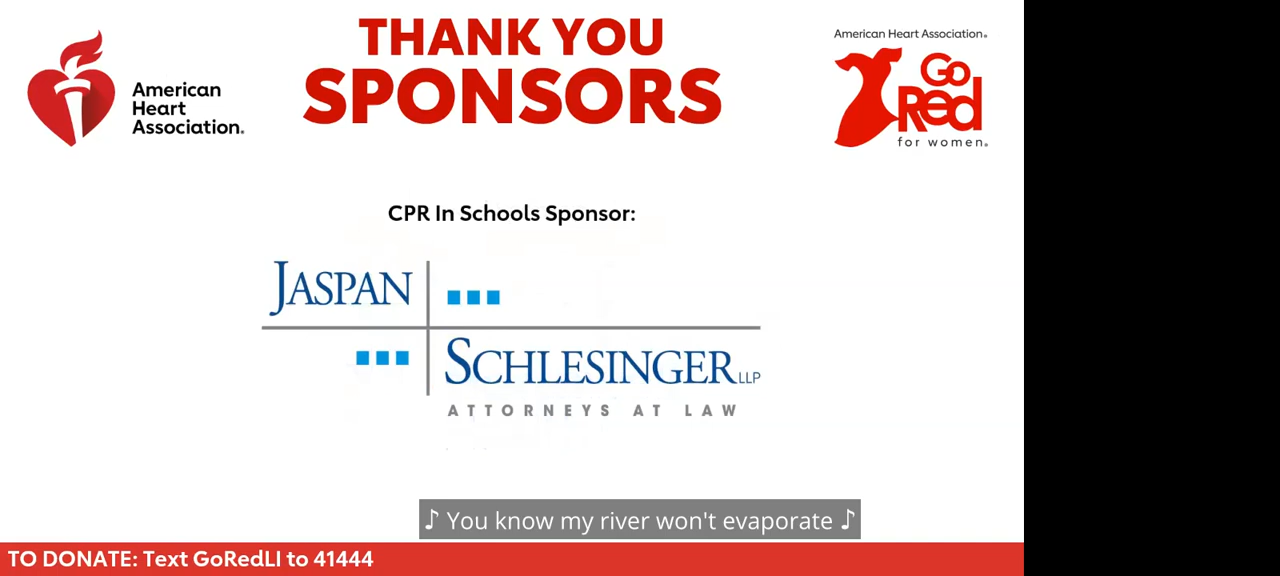 American
Heart
Association®
THANK YOU
SPONSORS
American Heart Association®
Go
Red
for women®
CPR In Schools Sponsor:
JASPAN
SCHLESINGER LLP
ATTORNEYS AT LAW
♪ You know my river won't evaporate ♪
TO DONATE: Text GoRedLI to 41444